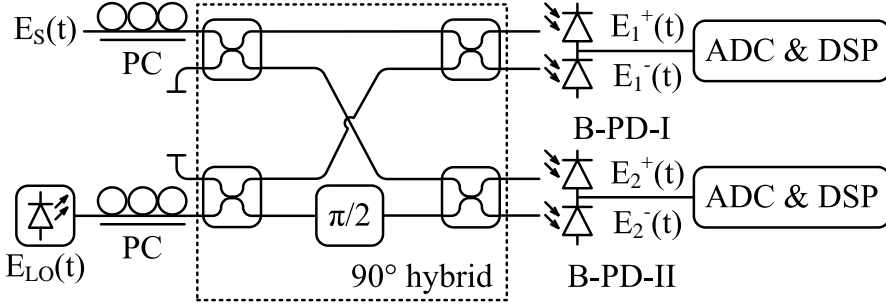 E_S(t)
PC
E_1^+(t)
E_1^-(t)
ADC & DSP
B-PD-I
π/2
E_2^+(t)
E_2^-(t)
ADC & DSP
PC
E_LO(t)
90° hybrid
B-PD-II